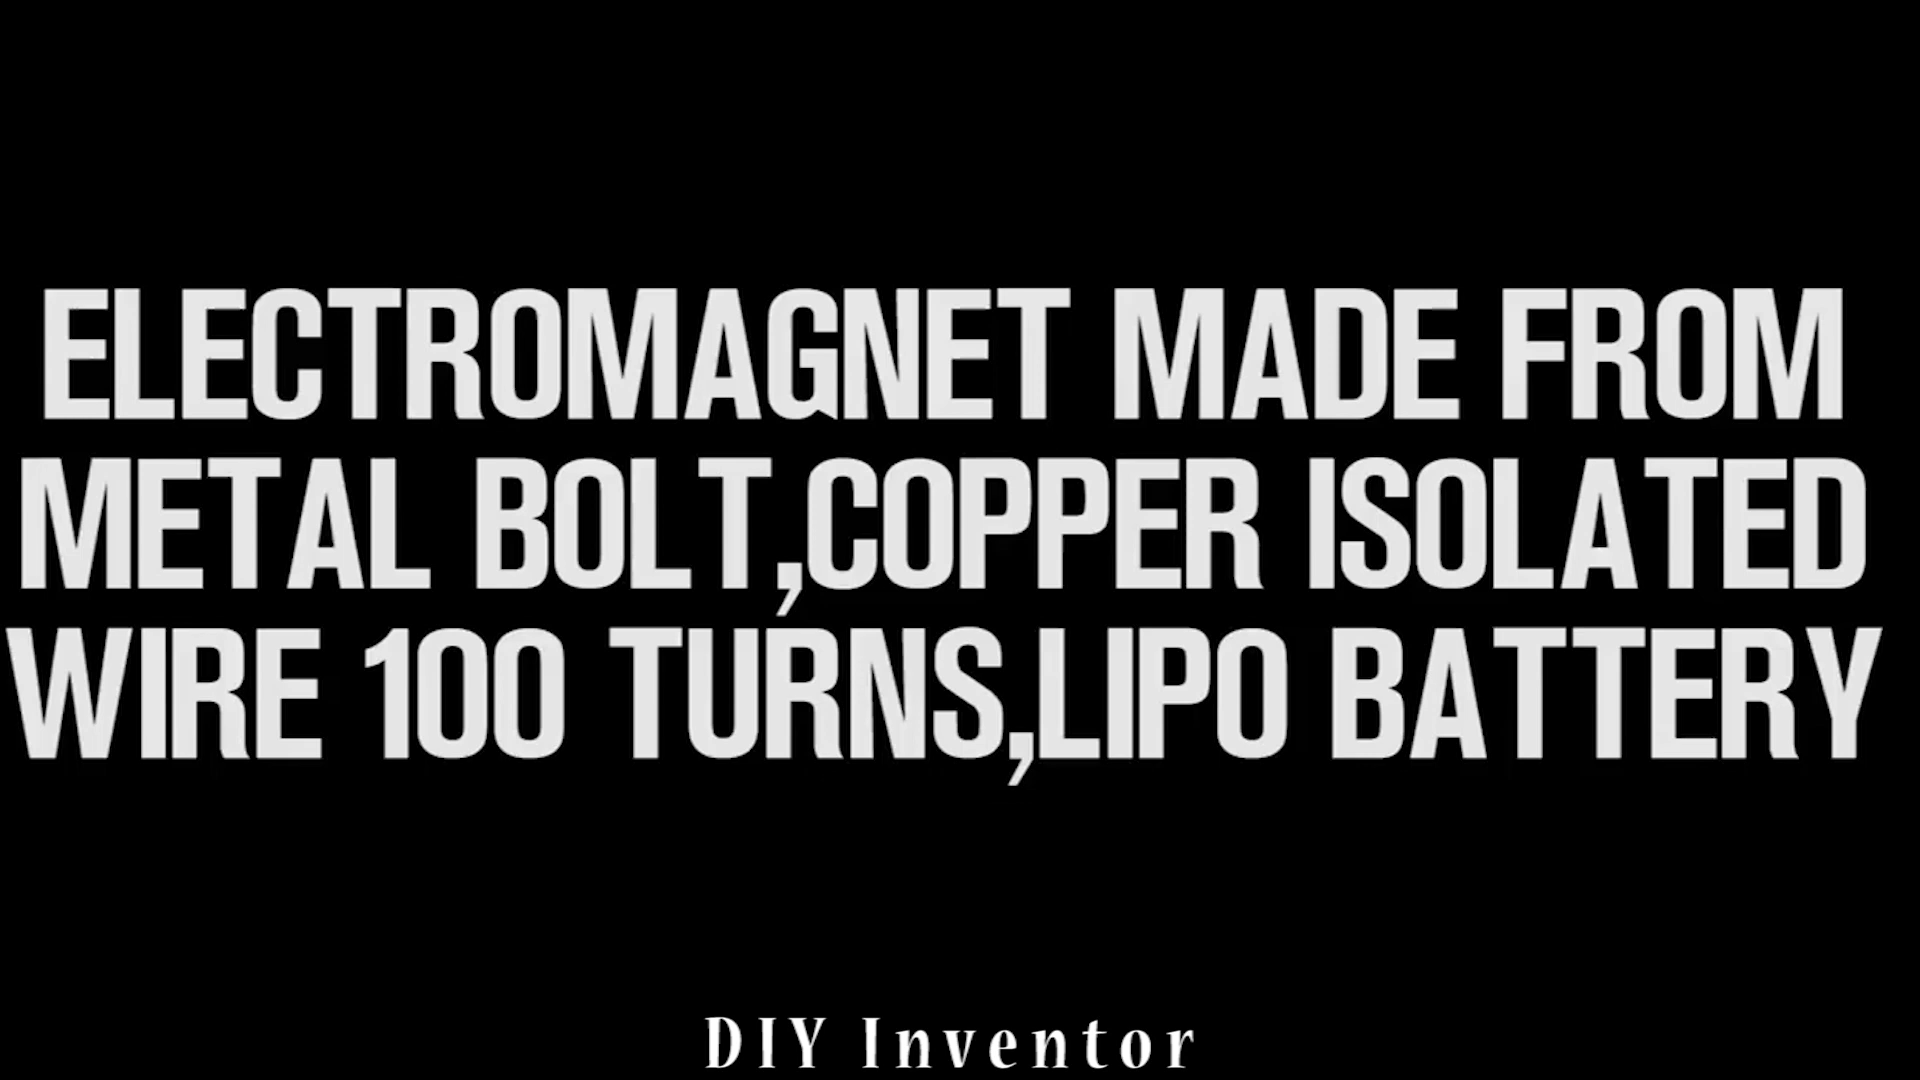 ELECTROMAGNET MADE FROM
METAL BOLT,COPPER ISOLATED
WIRE 100 TURNS,LIPO BATTERY
DIY Inventor